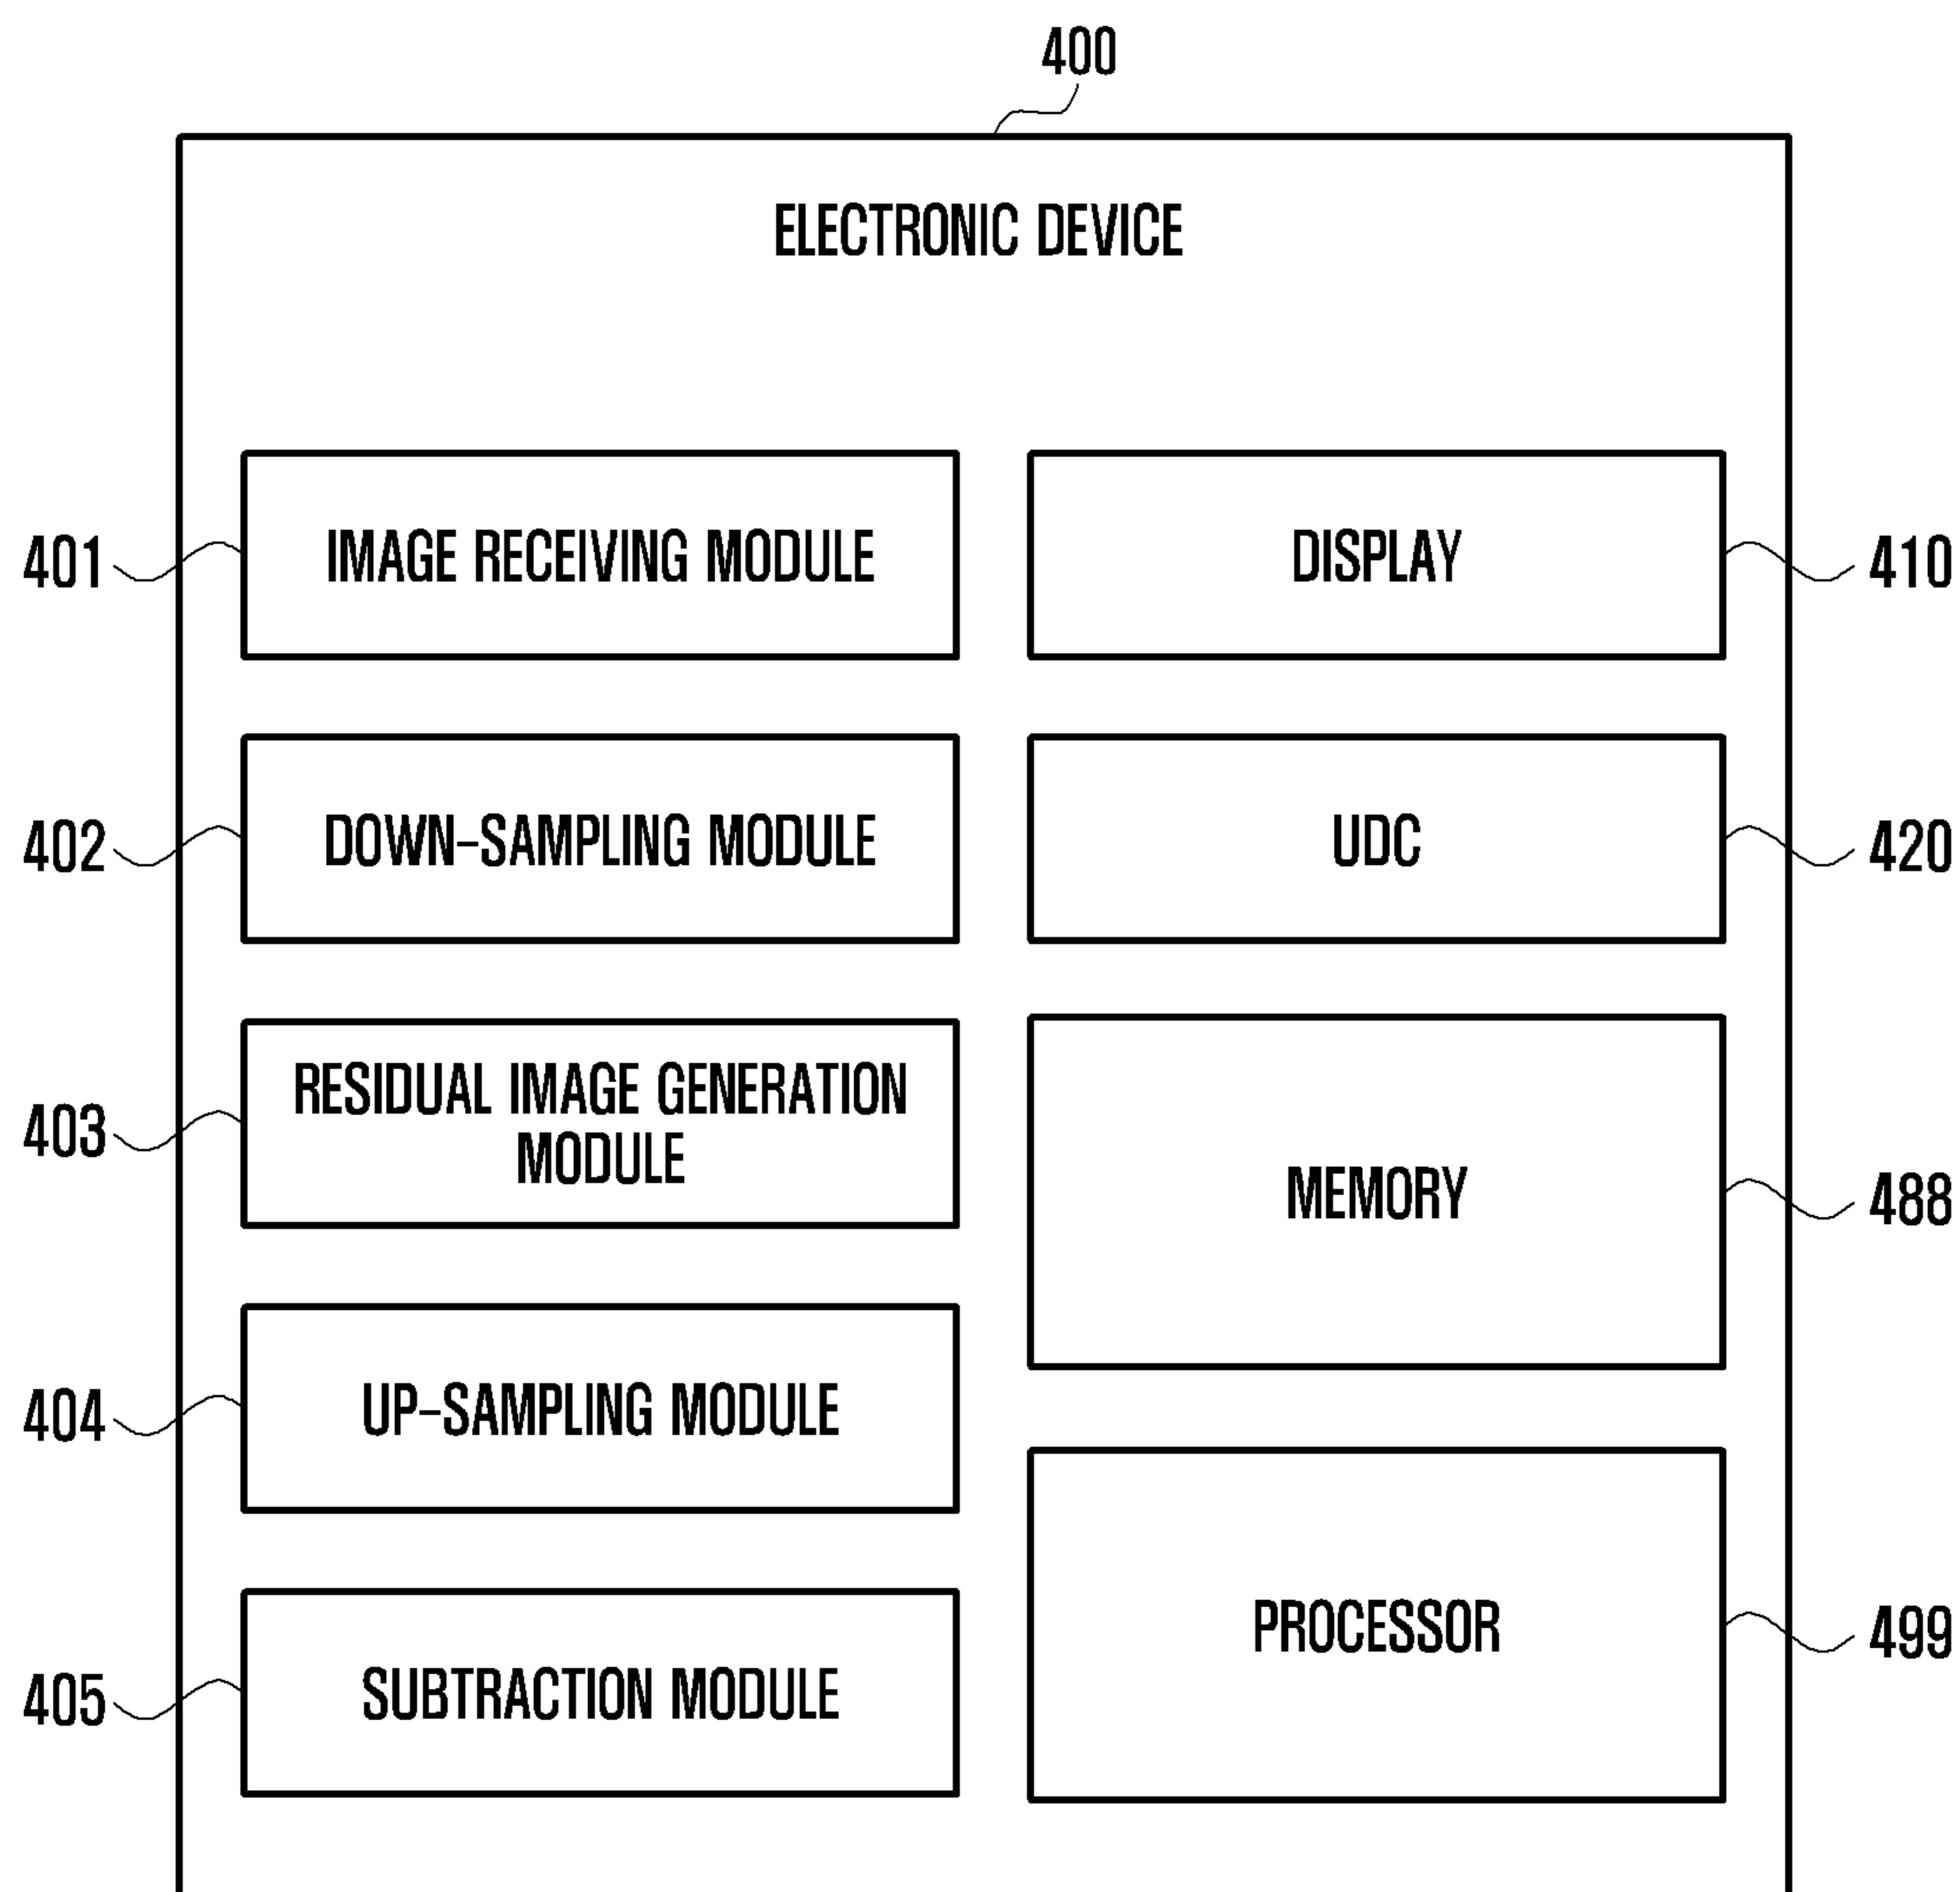 400
ELECTRONIC DEVICE
401
IMAGE RECEIVING MODULE
DISPLAY
410
402
DOWN-SAMPLING MODULE
UDC
420
403
RESIDUAL IMAGE GENERATION
MODULE
MEMORY
488
404
UP-SAMPLING MODULE
405
SUBTRACTION MODULE
PROCESSOR
499